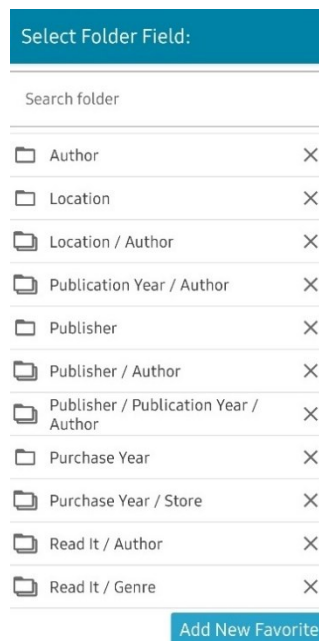 Select Folder Field:
Search folder
Author
Location
Location / Author
Publication Year / Author
Publisher
Publisher / Author
Publisher / Publication Year /
Author
Purchase Year
Purchase Year / Store
Read It / Author
Read It / Genre
Add New Favorite